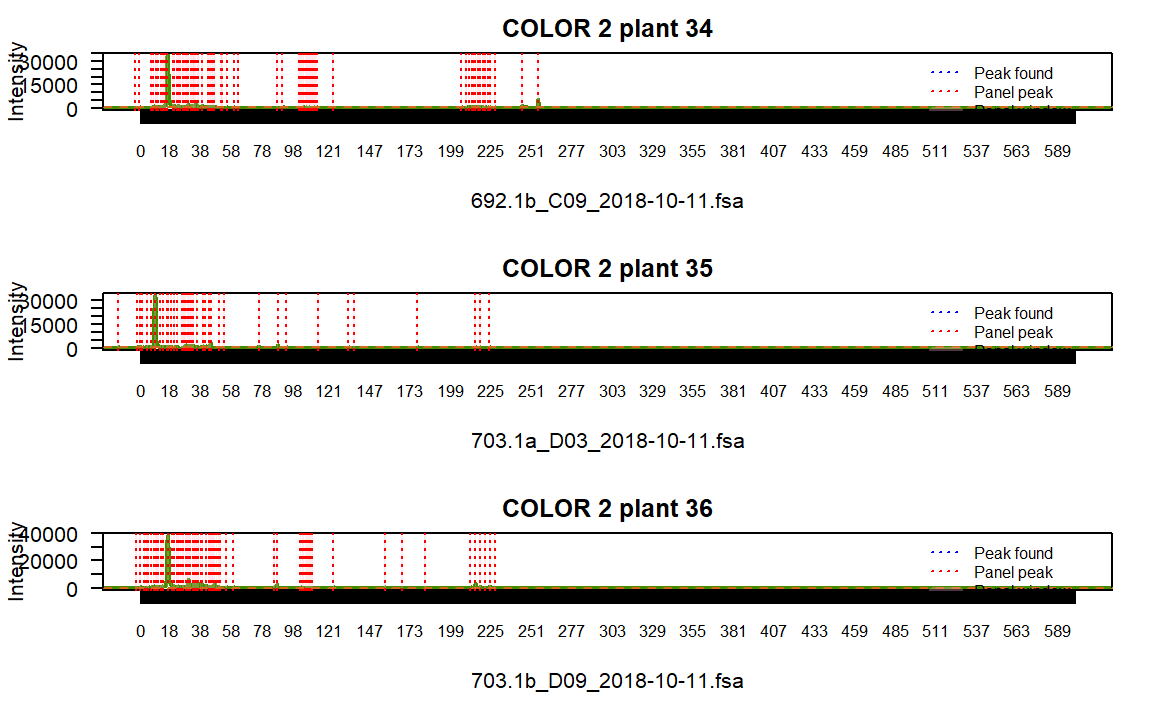 COLOR 2 plant 34
Intensity
30000
15000
0
Peak found
Panel peak
0 18 38 58 78 98 121 147 173 199 225 251 277 303 329 355 381 407 433 459 485 511 537 563 589
692.1b_C09_2018-10-11.fsa
COLOR 2 plant 35
Intensity
30000
15000
0
Peak found
Panel peak
0 18 38 58 78 98 121 147 173 199 225 251 277 303 329 355 381 407 433 459 485 511 537 563 589
703.1a_D03_2018-10-11.fsa
COLOR 2 plant 36
Intensity
40000
20000
0
Peak found
Panel peak
0 18 38 58 78 98 121 147 173 199 225 251 277 303 329 355 381 407 433 459 485 511 537 563 589
703.1b_D09_2018-10-11.fsa